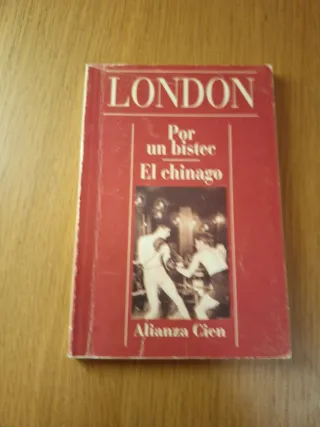 LONDON
Por
un bistec
El chinago
Alianza Cien